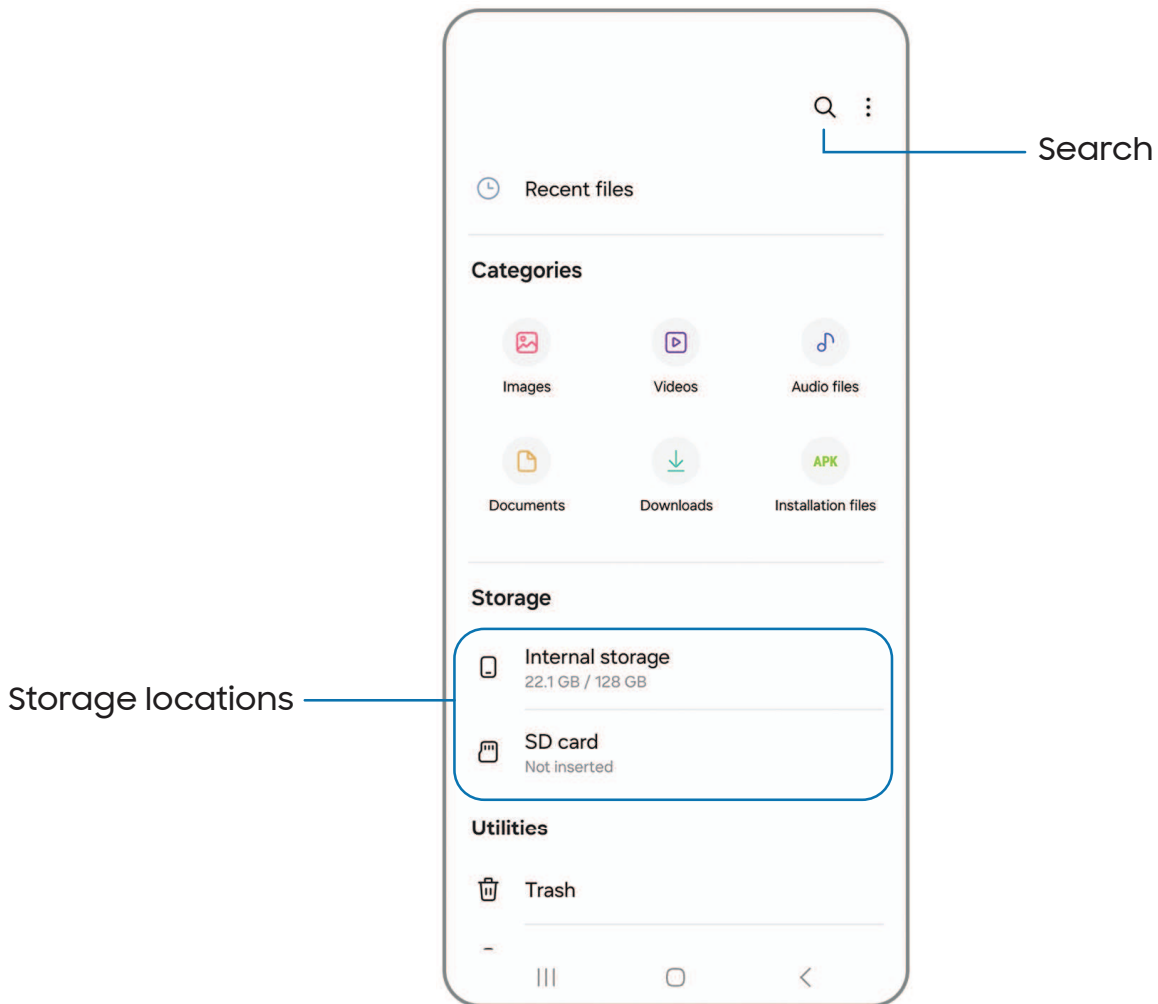 Search
Recent files
Categories
Images
Videos
Audio files
Documents
Downloads
APK
Installation files
Storage
Storage locations
Internal storage
22.1 GB / 128 GB
SD card
Not inserted
Utilities
Trash